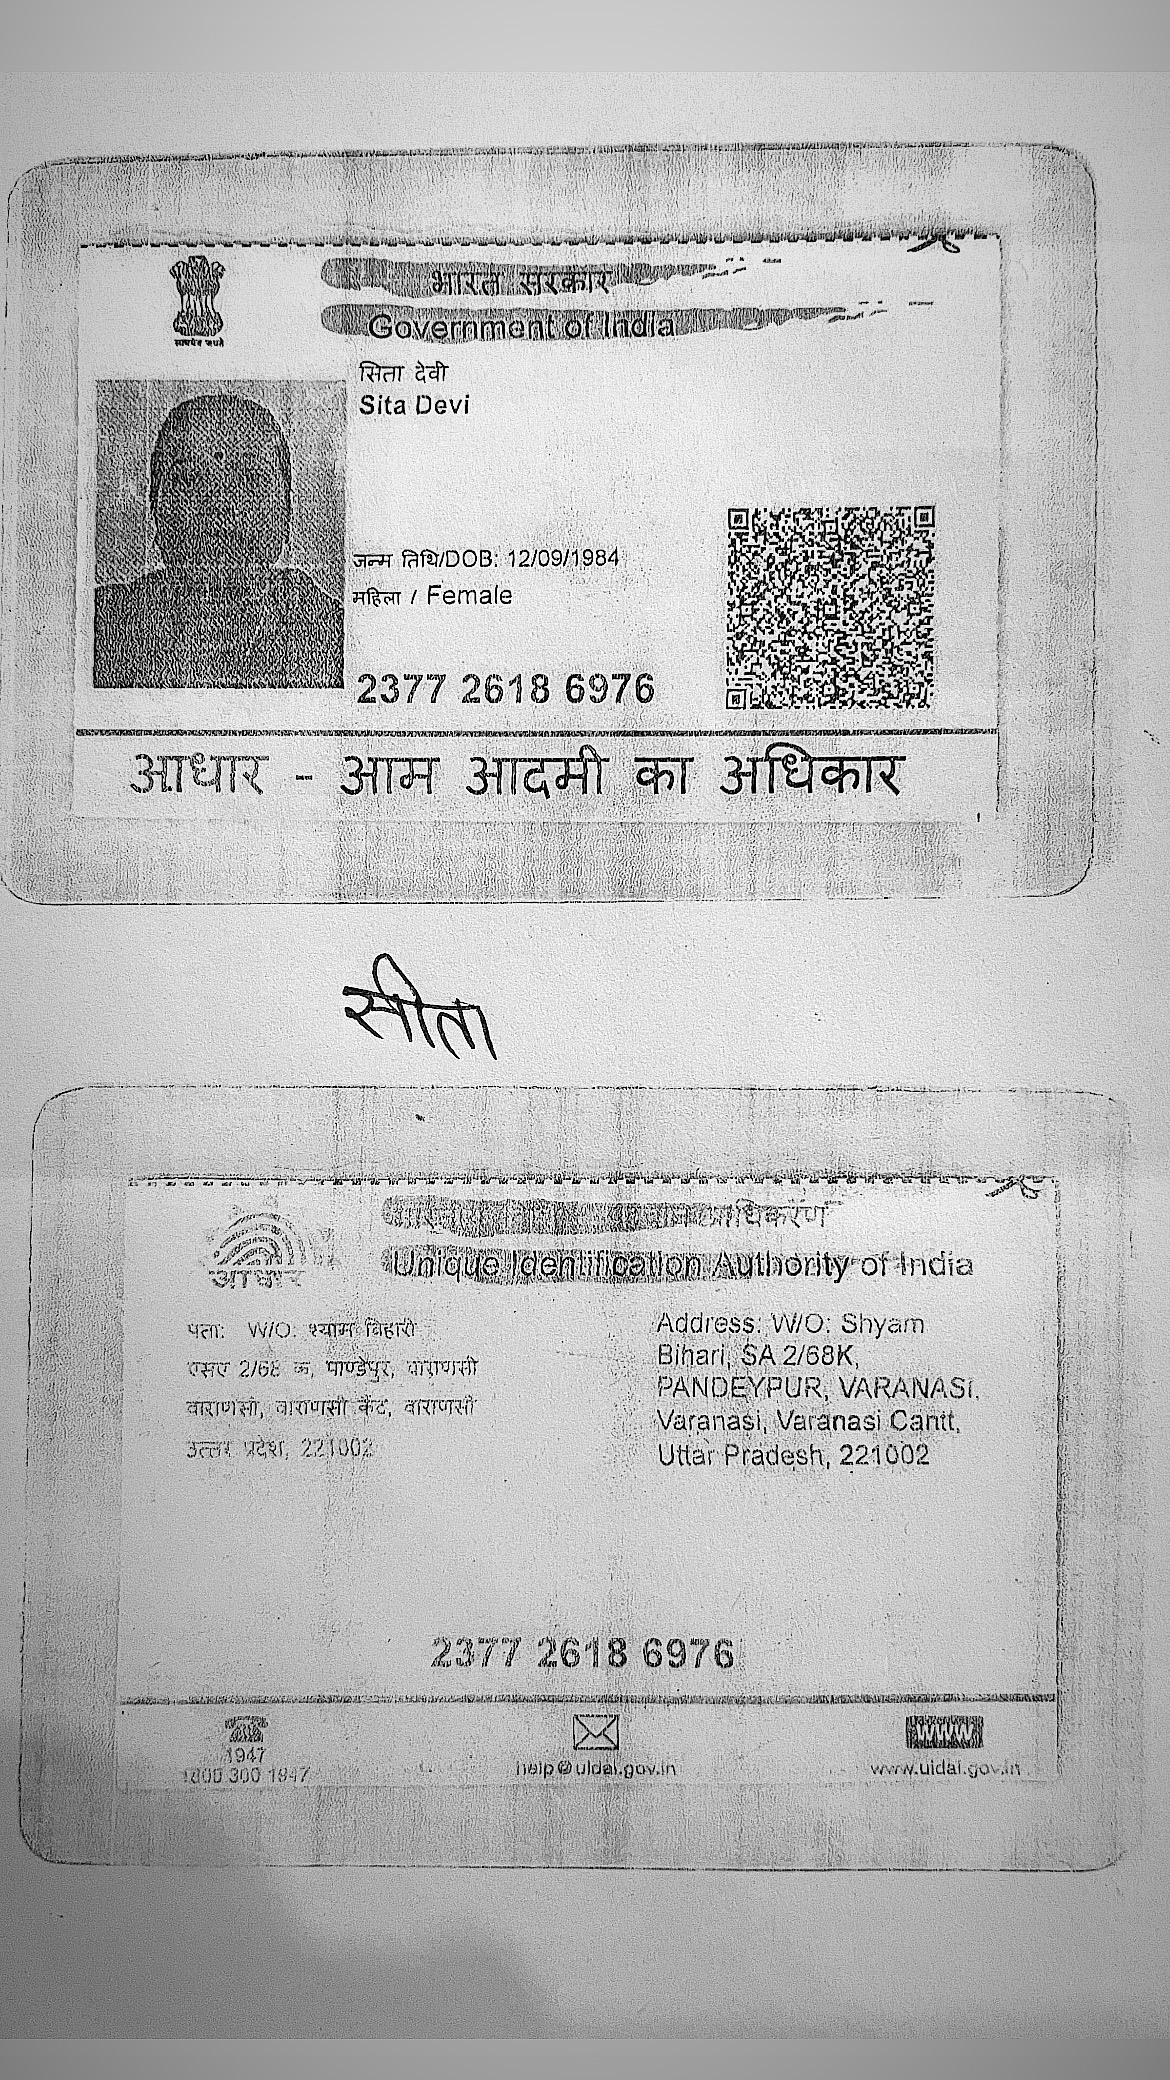 भारत सरकार
Government of India
सत्यमेव जयते
सिता देवी
Sita Devi
जन्म तिथि/DOB: 12/09/1984
महिला / Female
2377 2618 6976
आधार - आम आदमी का अधिकार
सीता
प्राधिकरण
Unique Identification Authority of India
आधार
पता: W/O: श्याम बिहारी
एसए 2/68 क, पाण्डेपुर, वाराणसी
वाराणसी, वाराणसी कैंट, वाराणसी
उत्तर प्रदेश, 221002
Address: W/O: Shyam
Bihari, SA 2/68K,
PANDEYPUR, VARANASI,
Varanasi, Varanasi Cantt,
Uttar Pradesh, 221002
2377 2618 6976
1947
1800 300 1947
help@uidai.gov.in
WWW
www.uidai.gov.in